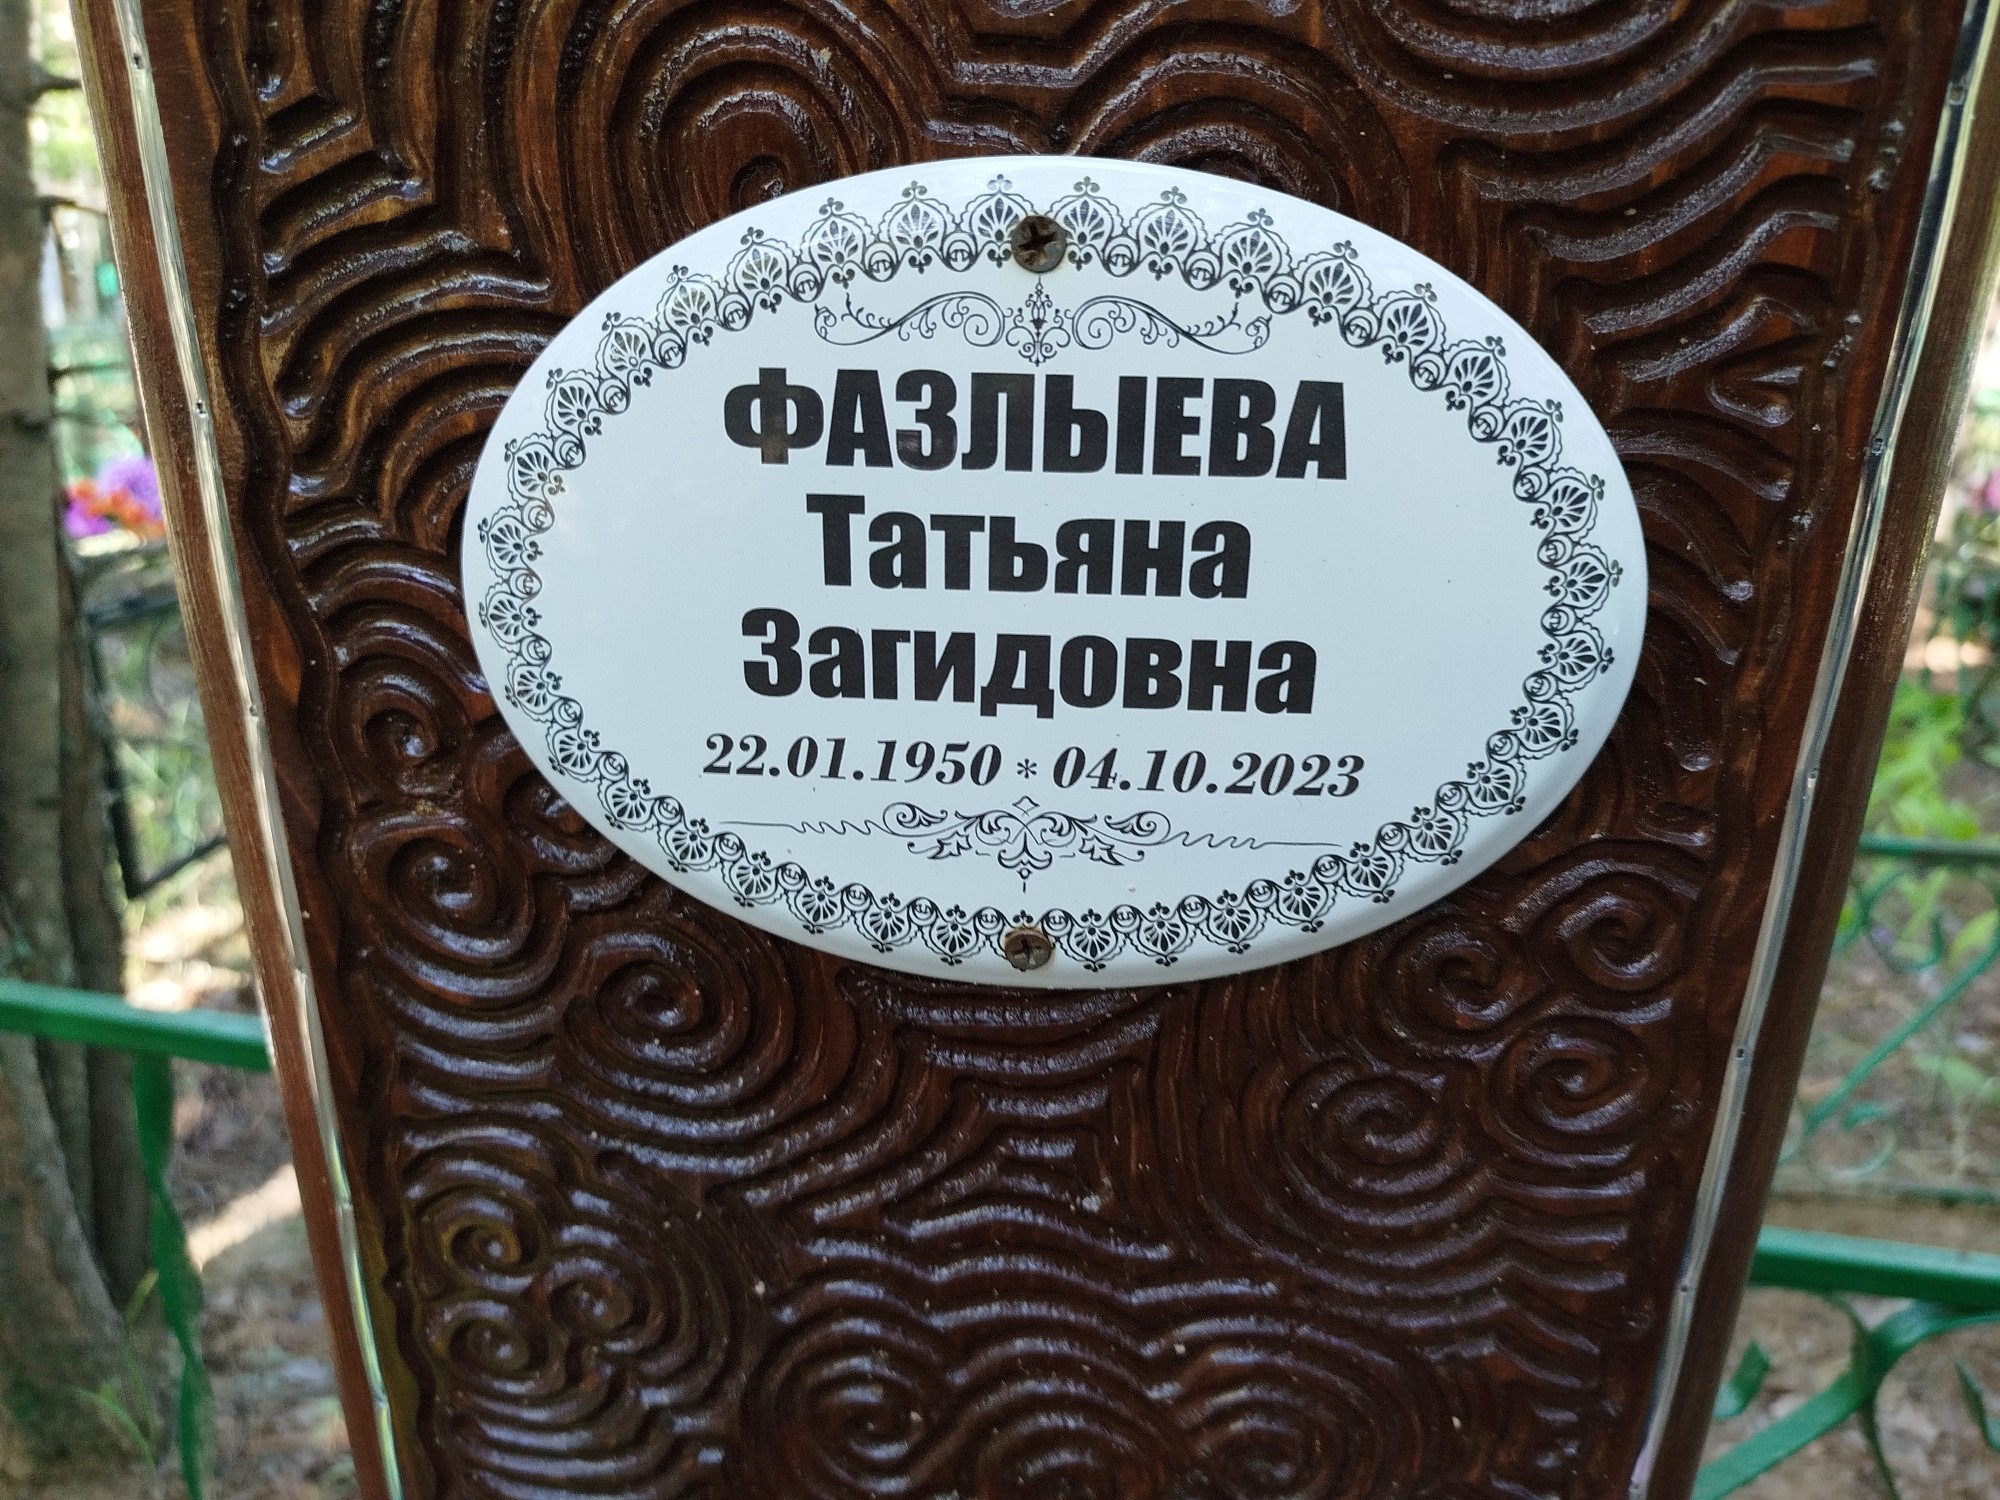 ФАЗЛЫЕВА
Татьяна
Загидовна
22.01.1950 * 04.10.2023